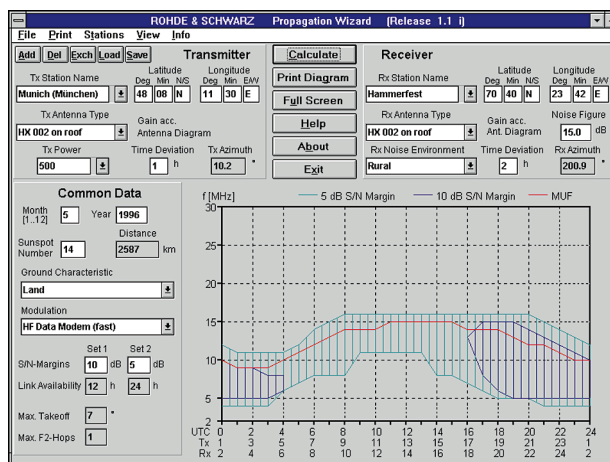 ROHDE & SCHWARZ Propagation Wizard (Release 1.1 i)
File Print Stations View Info
Add Del Exch Load Save Transmitter
Calculate
Receiver
Latitude Longitude
Tx Station Name Deg Min N/S Deg Min E/W
Munich (München) 48 08 N 11 30 E
Tx Antenna Type Gain acc.
HX 002 on roof Antenna Diagram
Tx Power Time Deviation Tx Azimuth
500 1 h 10.2 °
Print Diagram
Full Screen
Help
About
Exit
Latitude Longitude
Rx Station Name Deg Min N/S Deg Min E/W
Hammerfest 70 40 N 23 42 E
Rx Antenna Type Gain acc. Noise Figure
HX 002 on roof Ant. Diagram 15.0 dB
Rx Noise Environment Time Deviation Rx Azimuth
Rural 2 h 200.9 °
Common Data
Month [1..12] 5 Year 1996
Distance
Sunspot Number 14 2587 km
Ground Characteristic
Land
Modulation
HF Data Modem (fast)
Set 1 Set 2
S/N-Margins 10 dB 5 dB
Link Availability 12 h 24 h
Max. Takeoff 7 °
Max. F2-Hops 1
f [MHz] 5 dB S/N Margin 10 dB S/N Margin MUF
30
25
20
15
10
5
2
UTC 0 2 4 6 8 10 12 14 16 18 20 22 24
Tx 1 3 5 7 9 11 13 15 17 19 21 23 1
Rx 2 4 6 8 10 12 14 16 18 20 22 24 2